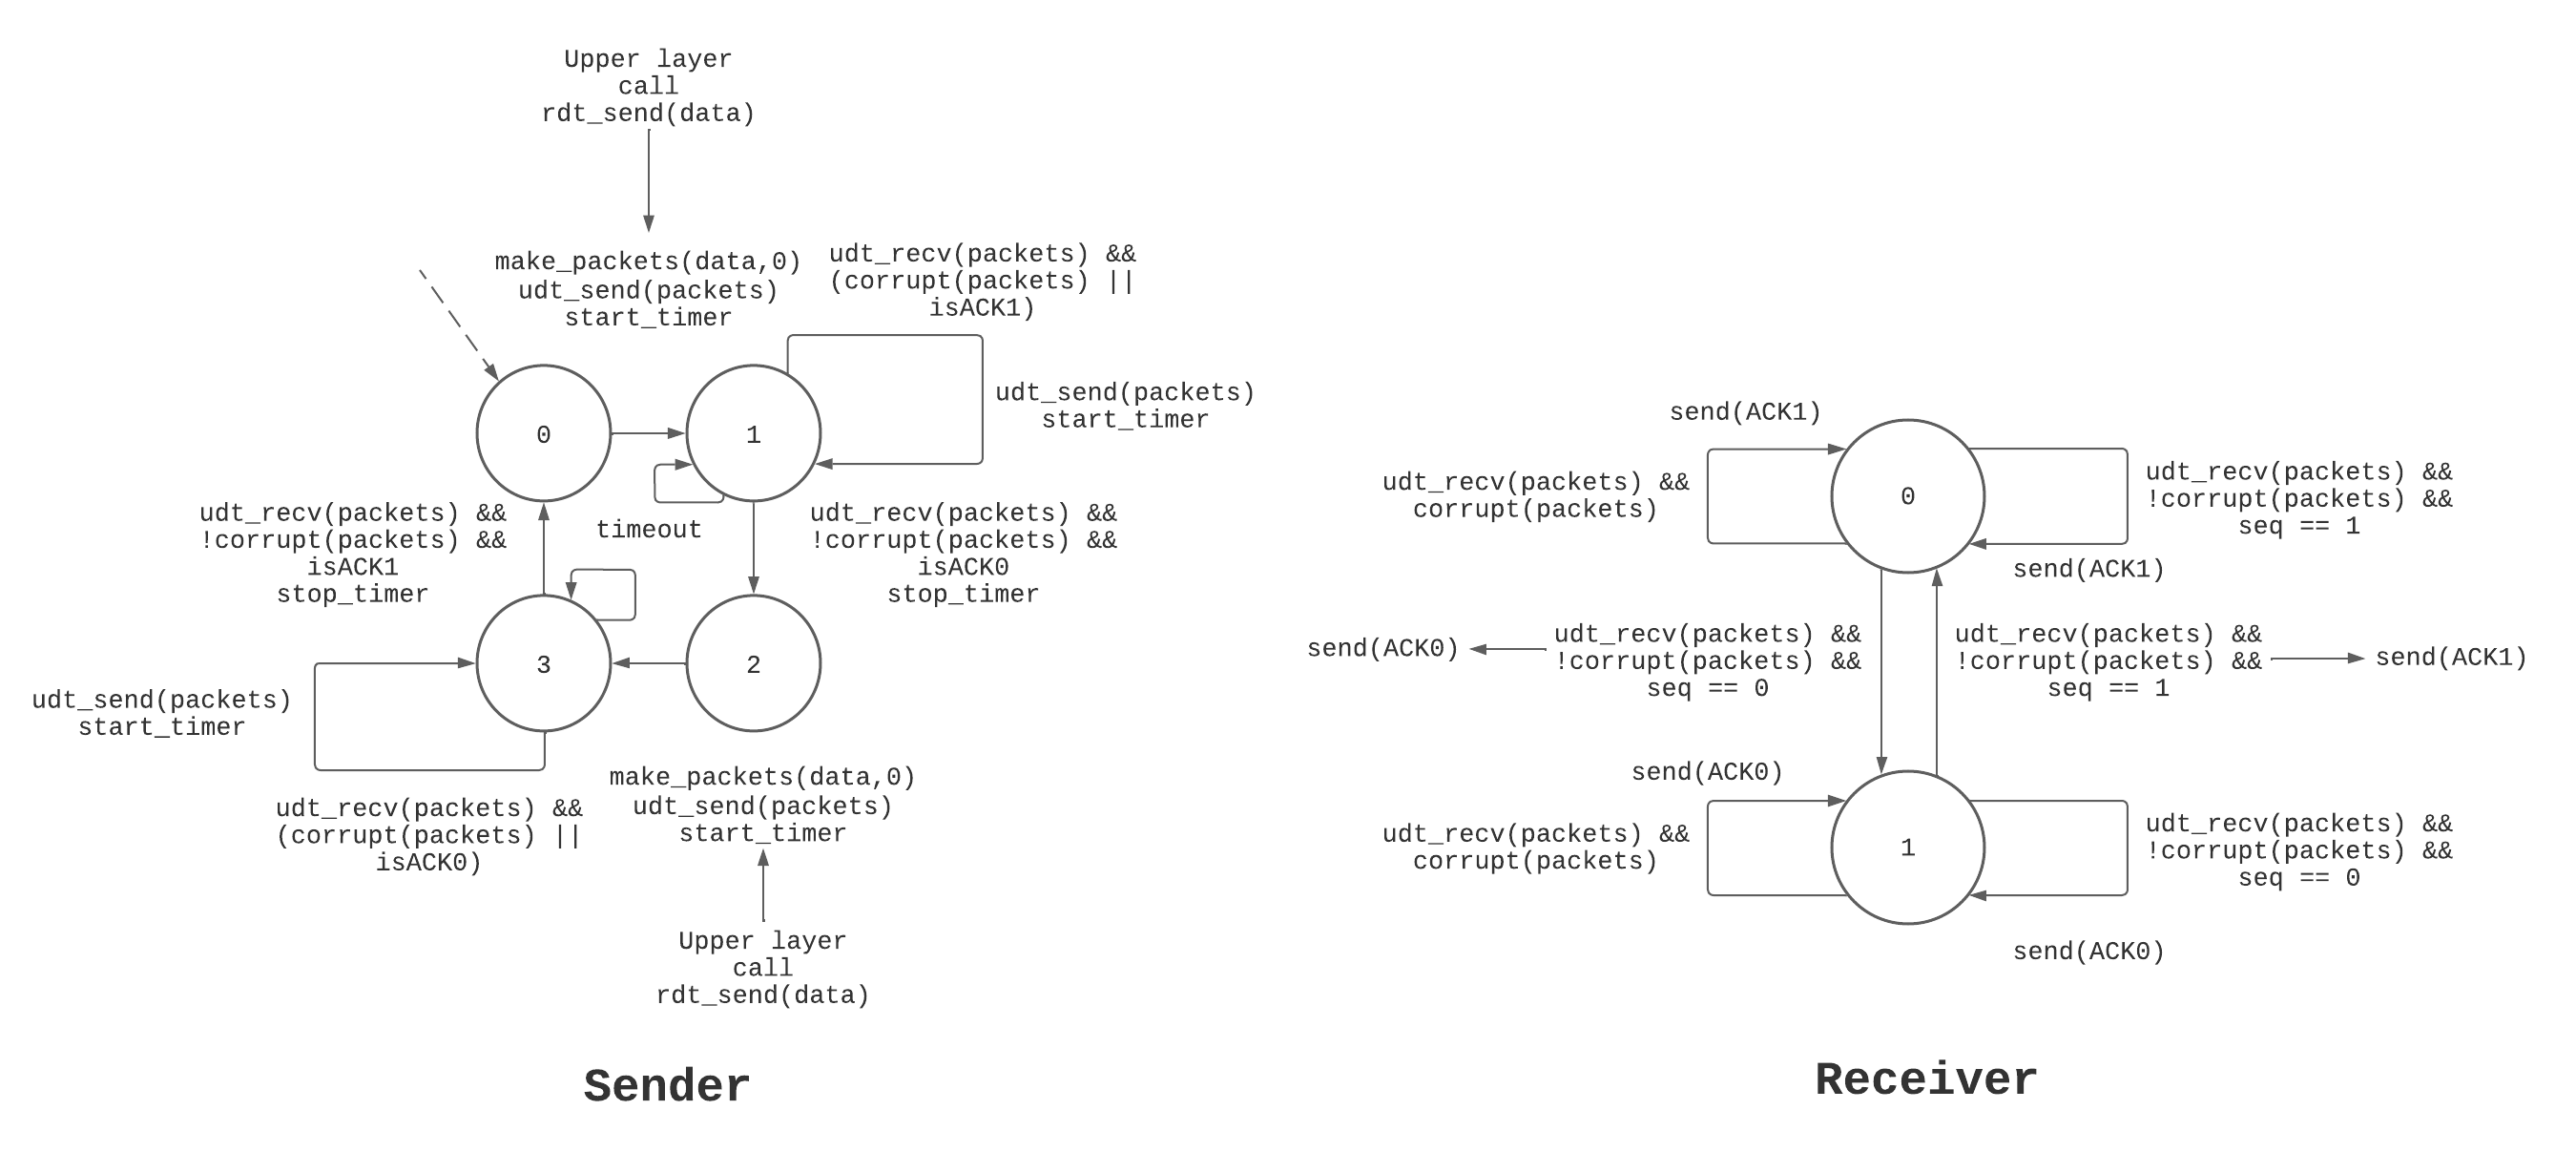 Upper layer
call
rdt_send(data)
make_packets(data,0)
udt_send(packets)
start_timer
udt_recv(packets) &&
(corrupt(packets) ||
isACK1)
udt_send(packets)
start_timer
0
1
timeout
udt_recv(packets) &&
!corrupt(packets) &&
isACK1
stop_timer
udt_recv(packets) &&
!corrupt(packets) &&
isACK0
stop_timer
3
2
udt_send(packets)
start_timer
udt_recv(packets) &&
(corrupt(packets) ||
isACK0)
make_packets(data,0)
udt_send(packets)
start_timer
Upper layer
call
rdt_send(data)
Sender
send(ACK1)
udt_recv(packets) &&
corrupt(packets)
0
udt_recv(packets) &&
!corrupt(packets) &&
seq == 1
send(ACK1)
send(ACK0)
udt_recv(packets) &&
!corrupt(packets) &&
seq == 0
udt_recv(packets) &&
!corrupt(packets) &&
seq == 1
send(ACK1)
send(ACK0)
udt_recv(packets) &&
corrupt(packets)
1
udt_recv(packets) &&
!corrupt(packets) &&
seq == 0
send(ACK0)
Receiver